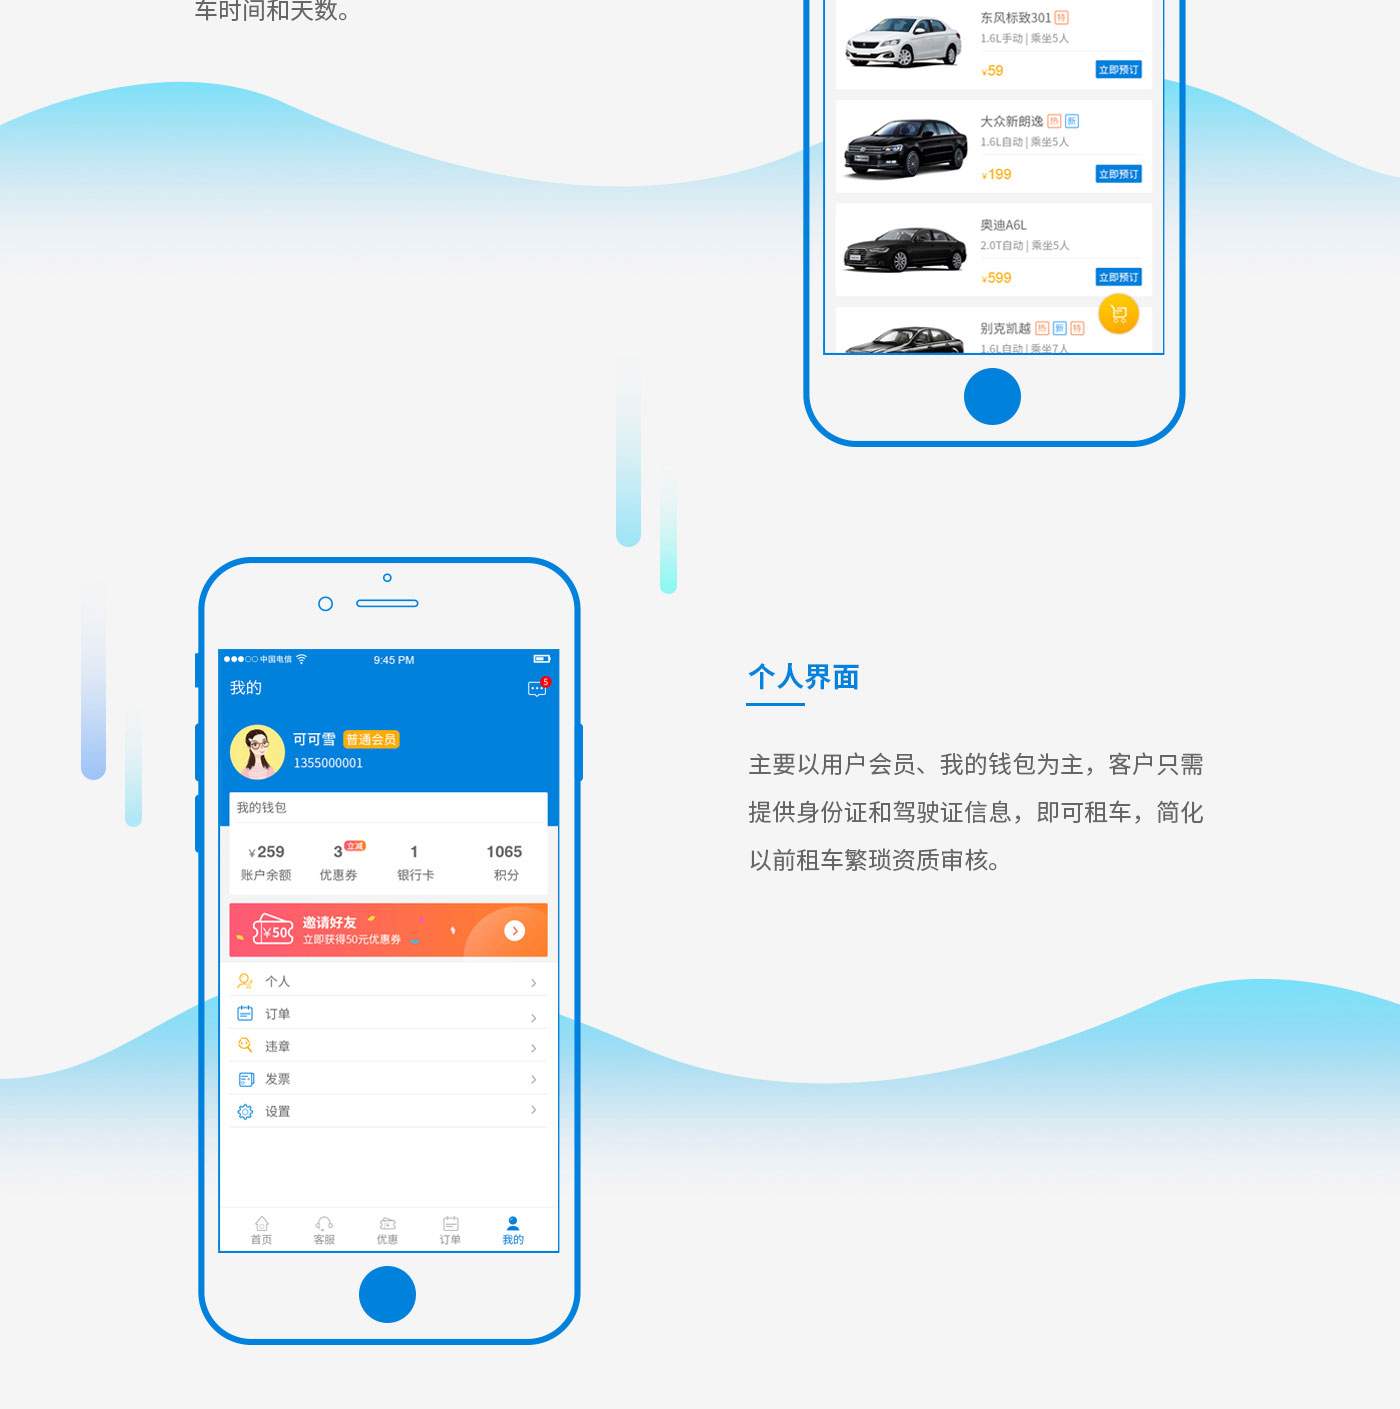 车时间和天数。
东风标致301 特
1.6L手动 | 乘坐5人
¥59 立即预订
大众新朗逸 热 新
1.6L自动 | 乘坐5人
¥199 立即预订
奥迪A6L
2.0T自动 | 乘坐5人
¥599 立即预订
别克凯越 热 新 特
1.6L自动 | 乘坐7人
中国电信 9:45 PM
我的 5
可可雪 普通会员
1355000001
我的钱包
¥259 3 立减 1 1065
账户余额 优惠券 银行卡 积分
¥50 邀请好友
立即获得50元优惠券
个人
订单
违章
发票
设置
首页 客服 优惠 订单 我的
个人界面
主要以用户会员、我的钱包为主，客户只需
提供身份证和驾驶证信息，即可租车，简化
以前租车繁琐资质审核。